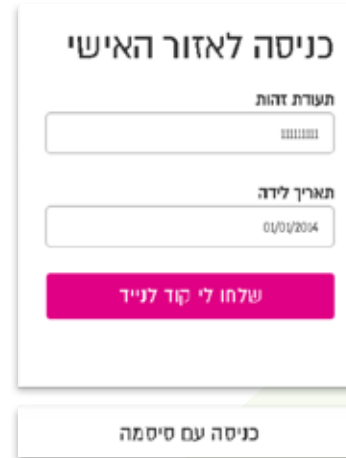 כניסה לאזור האישי
תעודת זהות
111111111
תאריך לידה
01/01/2014
שלחו לי קוד לנייד
כניסה עם סיסמה